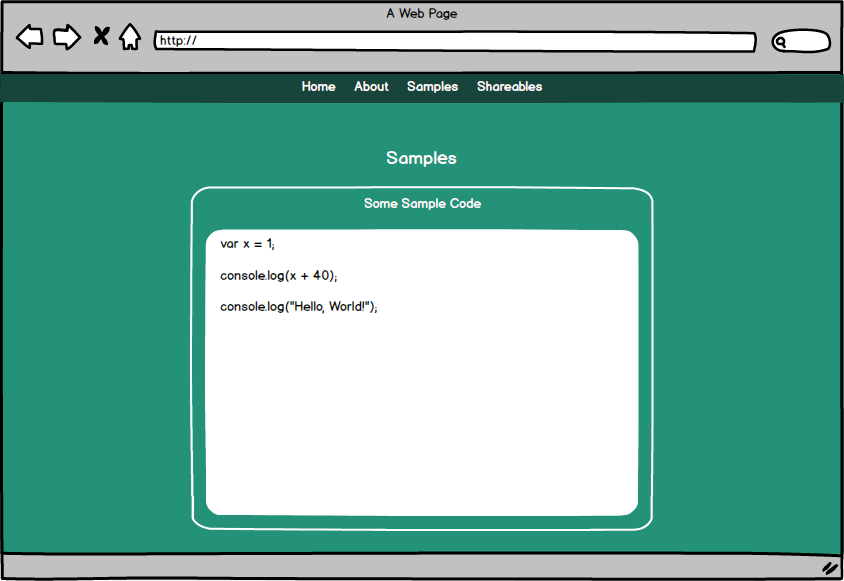 A Web Page
http://
Home About Samples Shareables
Samples
Some Sample Code
var x = 1;
console.log(x + 40);
console.log("Hello, World!");